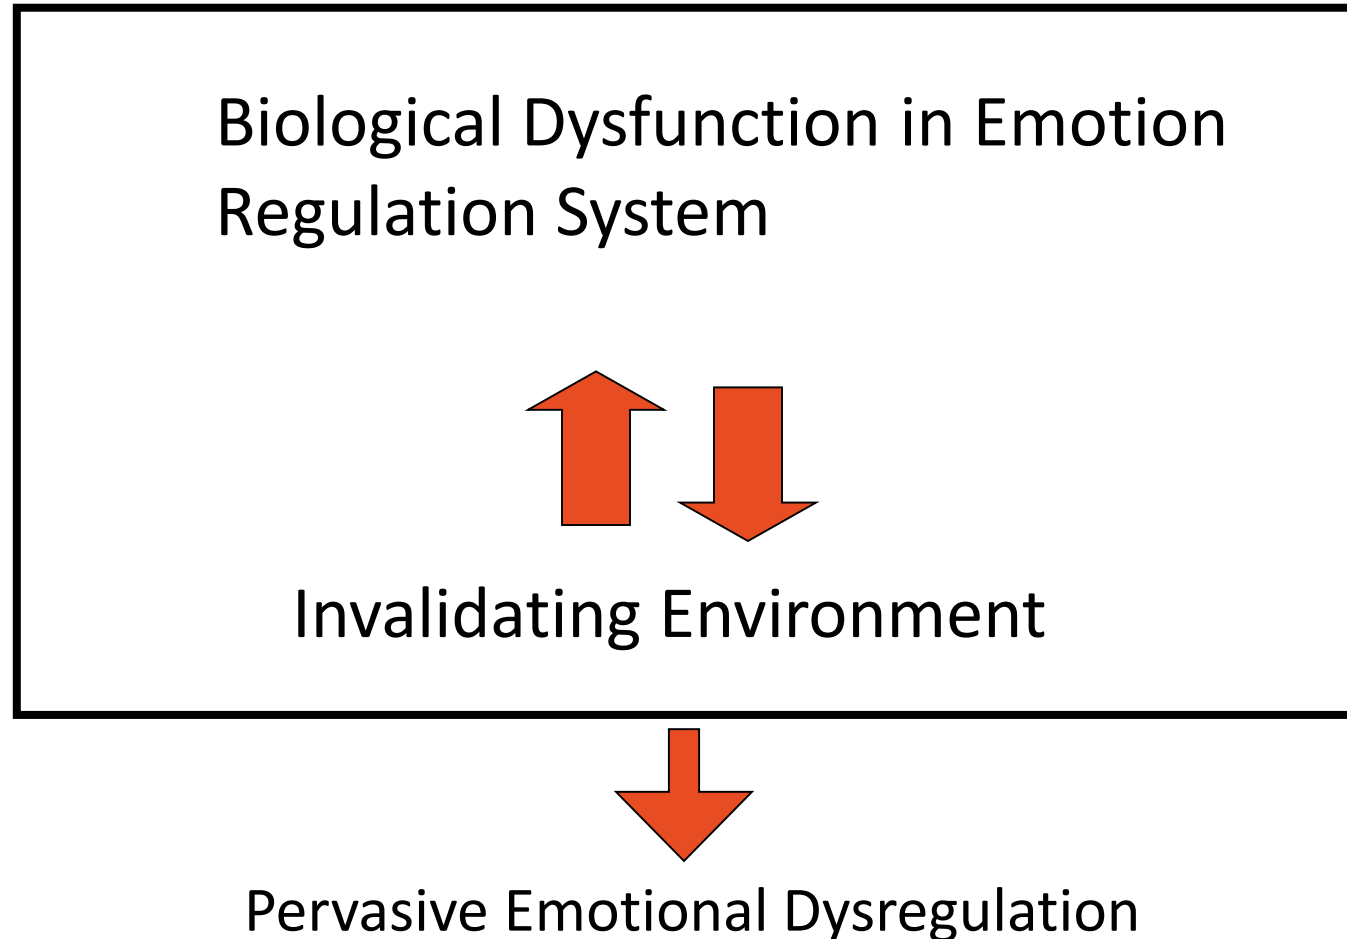 Biological Dysfunction in Emotion
Regulation System
Invalidating Environment
Pervasive Emotional Dysregulation